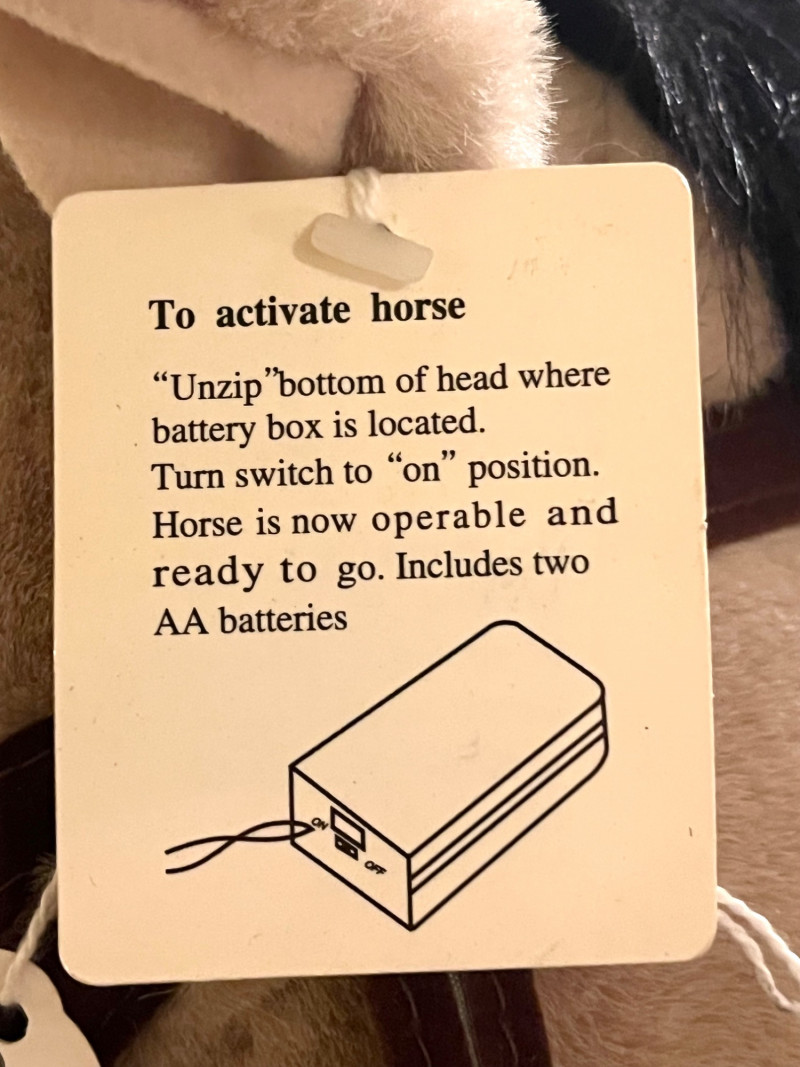 To activate horse
“Unzip”bottom of head where
battery box is located.
Turn switch to “on” position.
Horse is now operable and
ready to go. Includes two
AA batteries
ON
OFF